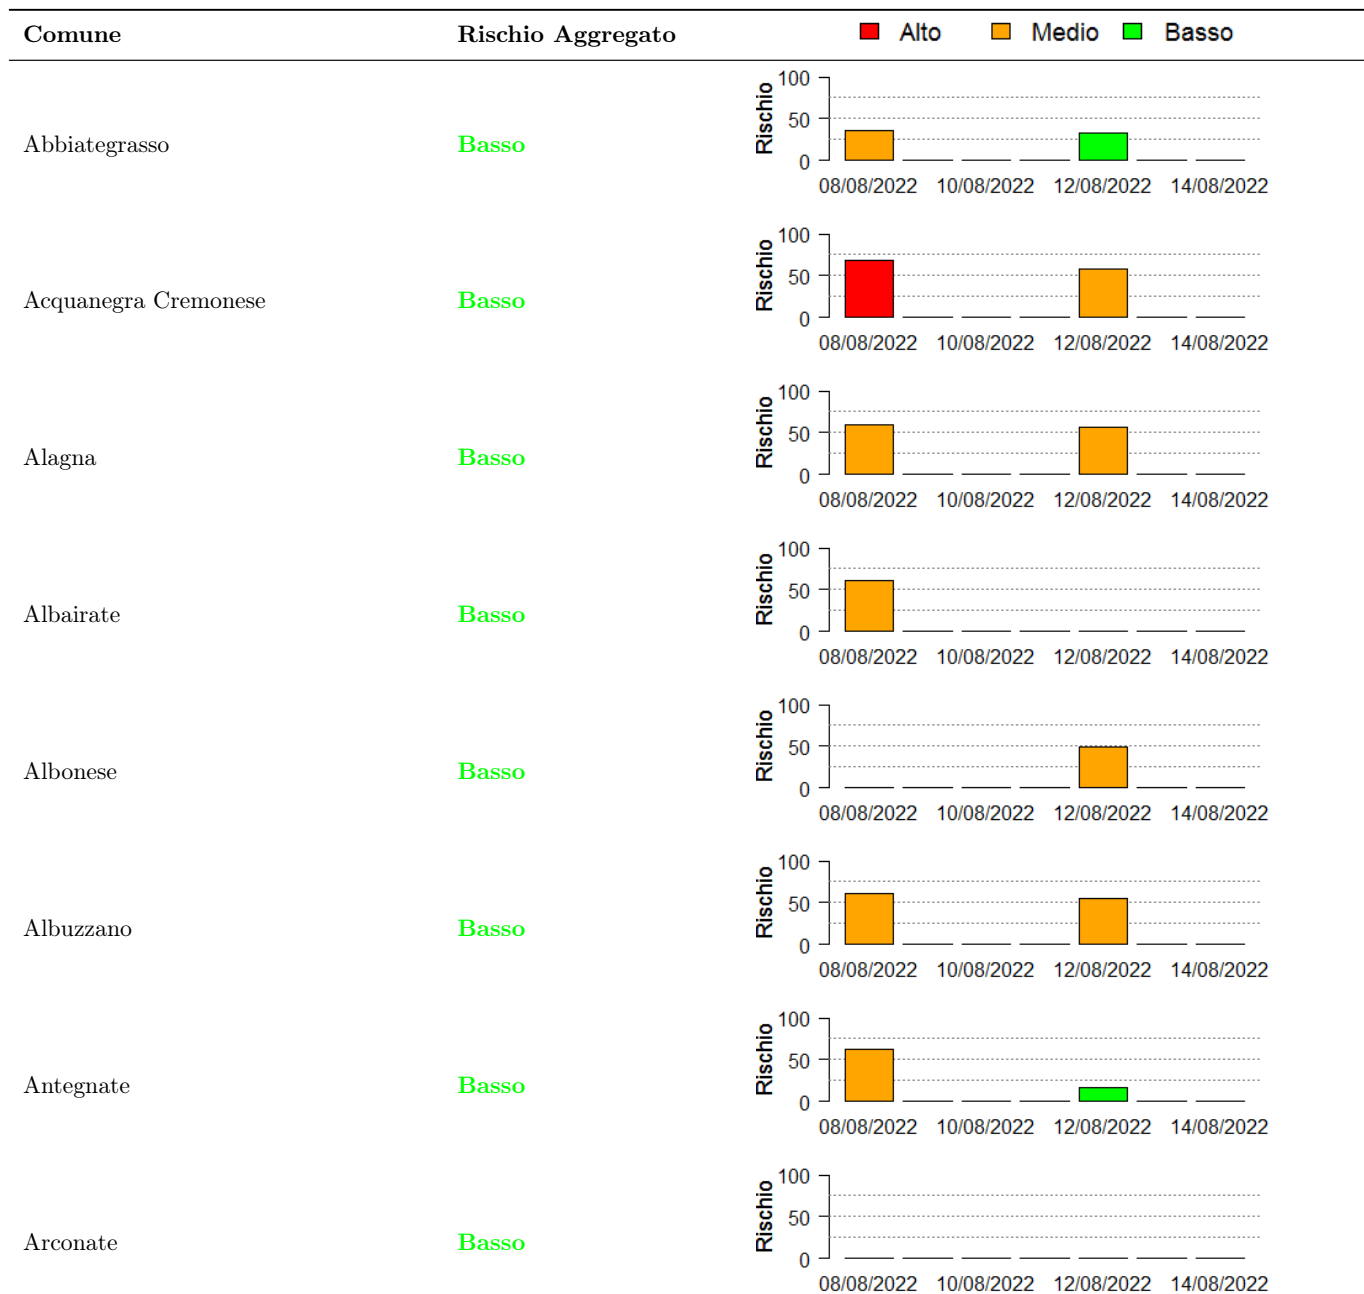 Comune Rischio Aggregato Alto Medio Basso
Abbiategrasso Basso
Rischio
100
50
0
08/08/2022 10/08/2022 12/08/2022 14/08/2022
Acquanegra Cremonese Basso
Rischio
100
50
0
08/08/2022 10/08/2022 12/08/2022 14/08/2022
Alagna Basso
Rischio
100
50
0
08/08/2022 10/08/2022 12/08/2022 14/08/2022
Albairate Basso
Rischio
100
50
0
08/08/2022 10/08/2022 12/08/2022 14/08/2022
Albonese Basso
Rischio
100
50
0
08/08/2022 10/08/2022 12/08/2022 14/08/2022
Albuzzano Basso
Rischio
100
50
0
08/08/2022 10/08/2022 12/08/2022 14/08/2022
Antegnate Basso
Rischio
100
50
0
08/08/2022 10/08/2022 12/08/2022 14/08/2022
Arconate Basso
Rischio
100
50
0
08/08/2022 10/08/2022 12/08/2022 14/08/2022